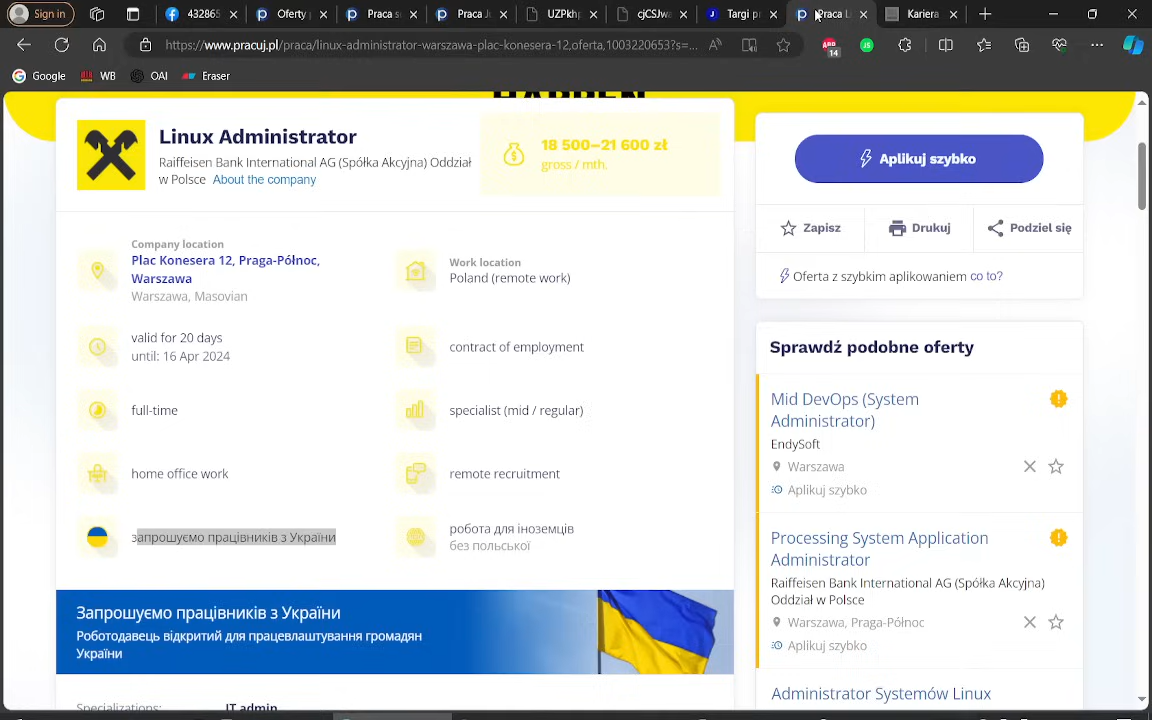 Sign in
43286
Oferty
Praca s
Praca J
UZPkh
cjCSJw
Targi p
Praca L
Kariera
https://www.pracuj.pl/praca/linux-administrator-warszawa-plac-konesera-12,oferta,1003220653?s=...
14
Google
WB
OAI
Eraser
Linux Administrator
Raiffeisen Bank International AG (Spółka Akcyjna) Oddział
w Polsce About the company
18 500–21 600 zł
gross / mth.
Company location
Plac Konesera 12, Praga-Północ,
Warszawa
Warszawa, Masovian
Work location
Poland (remote work)
valid for 20 days
until: 16 Apr 2024
contract of employment
full-time
specialist (mid / regular)
home office work
remote recruitment
запрошуємо працівників з України
робота для іноземців
без польської
Запрошуємо працівників з України
Роботодавець відкритий для працевлаштування громадян
України
Specializations:
IT admin
Aplikuj szybko
Zapisz
Drukuj
Podziel się
Oferta z szybkim aplikowaniem co to?
Sprawdź podobne oferty
Mid DevOps (System
Administrator)
EndySoft
Warszawa
Aplikuj szybko
Processing System Application
Administrator
Raiffeisen Bank International AG (Spółka Akcyjna)
Oddział w Polsce
Warszawa, Praga-Północ
Aplikuj szybko
Administrator Systemów Linux